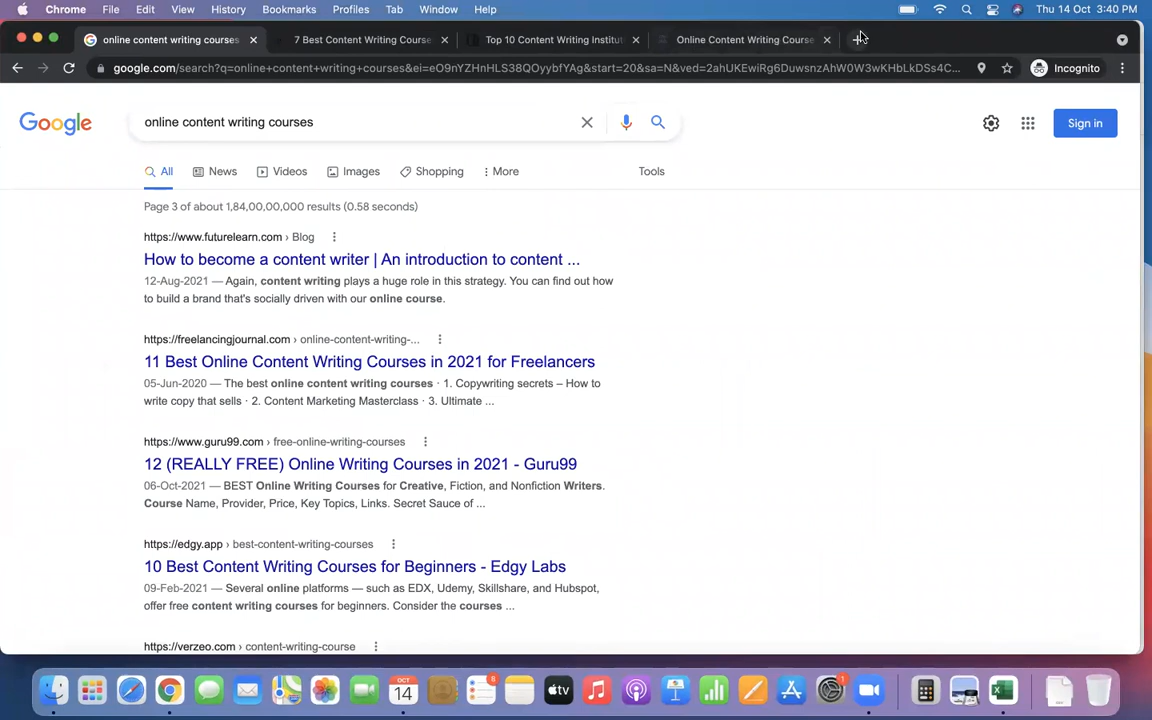 Chrome File Edit View History Bookmarks Profiles Tab Window Help Thu 14 Oct 3:40 PM
online content writing courses 7 Best Content Writing Course Top 10 Content Writing Institut Online Content Writing Course
google.com/search?q=online+content+writing+courses&ei=eO9nYZHnHLS38QOyybfYAg&start=20&sa=N&ved=2ahUKEwiRg6DuwsnzAhW0W3wKHbLkDSs4C... Incognito
Google online content writing courses Sign in
All News Videos Images Shopping More Tools
Page 3 of about 1,84,00,00,000 results (0.58 seconds)
https://www.futurelearn.com › Blog
How to become a content writer | An introduction to content ...
12-Aug-2021 — Again, content writing plays a huge role in this strategy. You can find out how
to build a brand that's socially driven with our online course.
https://freelancingjournal.com › online-content-writing-...
11 Best Online Content Writing Courses in 2021 for Freelancers
05-Jun-2020 — The best online content writing courses · 1. Copywriting secrets – How to
write copy that sells · 2. Content Marketing Masterclass · 3. Ultimate ...
https://www.guru99.com › free-online-writing-courses
12 (REALLY FREE) Online Writing Courses in 2021 - Guru99
06-Oct-2021 — BEST Online Writing Courses for Creative, Fiction, and Nonfiction Writers.
Course Name, Provider, Price, Key Topics, Links. Secret Sauce of ...
https://edgy.app › best-content-writing-courses
10 Best Content Writing Courses for Beginners - Edgy Labs
09-Feb-2021 — Several online platforms — such as EDX, Udemy, Skillshare, and Hubspot,
offer free content writing courses for beginners. Consider the courses ...
https://verzeo.com › content-writing-course
OCT
14
8
tv
1